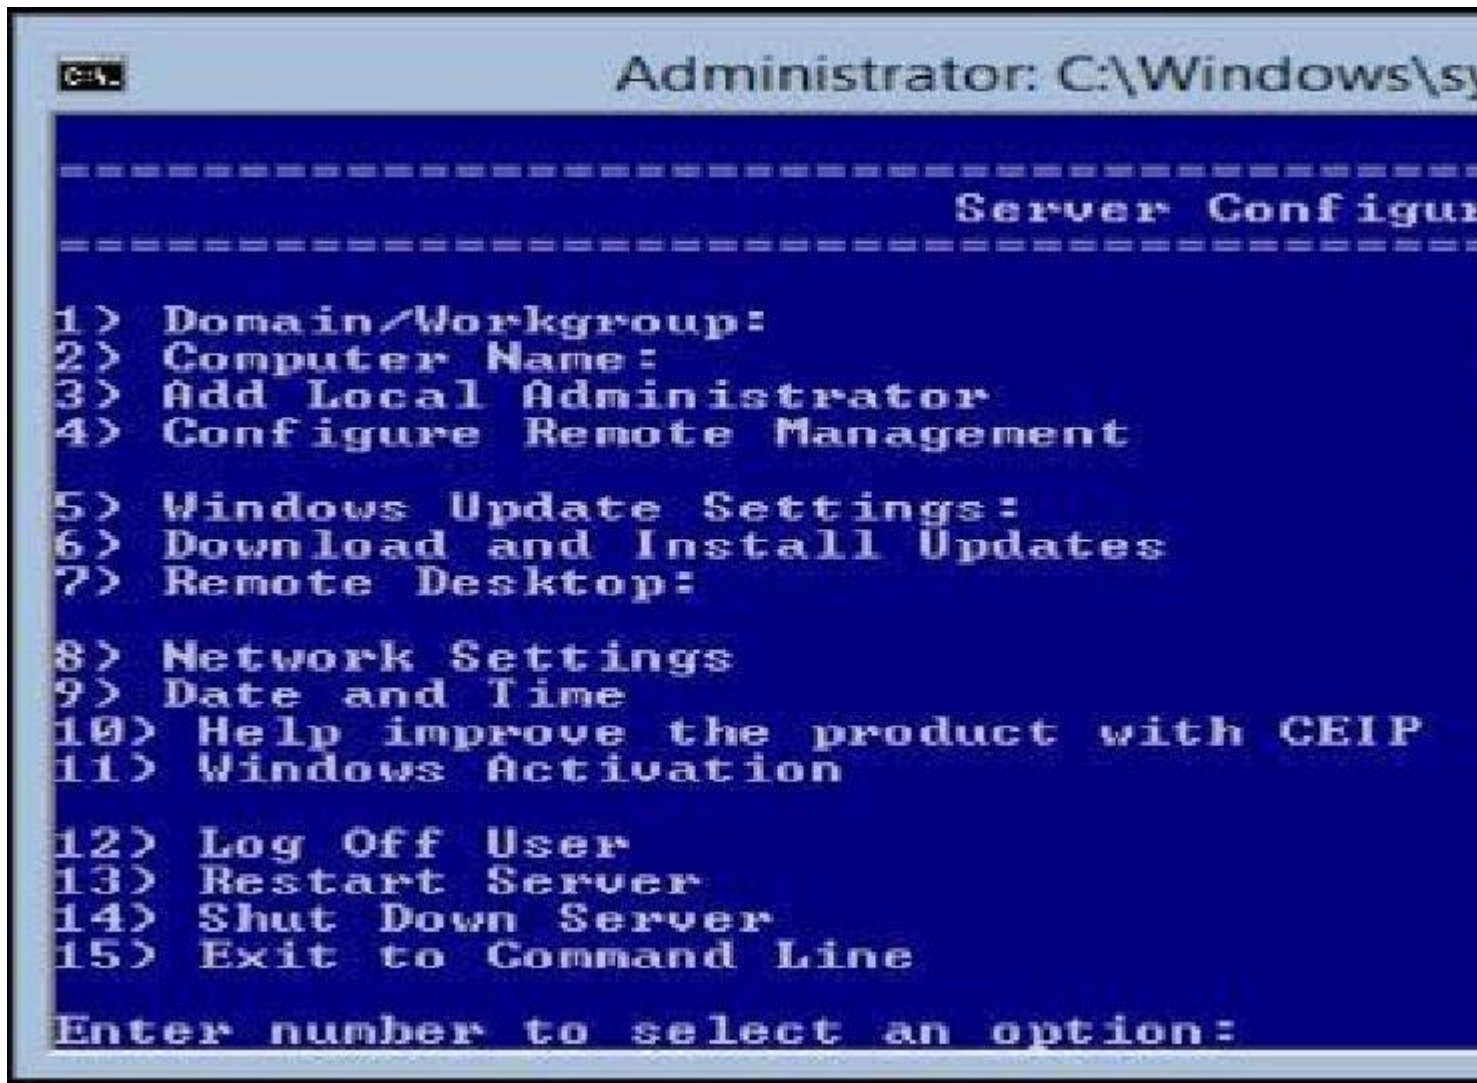 C:\.
Administrator: C:\Windows\sy
Server Configur
1) Domain/Workgroup:
2) Computer Name:
3) Add Local Administrator
4) Configure Remote Management
5) Windows Update Settings:
6) Download and Install Updates
7) Remote Desktop:
8) Network Settings
9) Date and Time
10) Help improve the product with CEIP
11) Windows Activation
12) Log Off User
13) Restart Server
14) Shut Down Server
15) Exit to Command Line
Enter number to select an option: